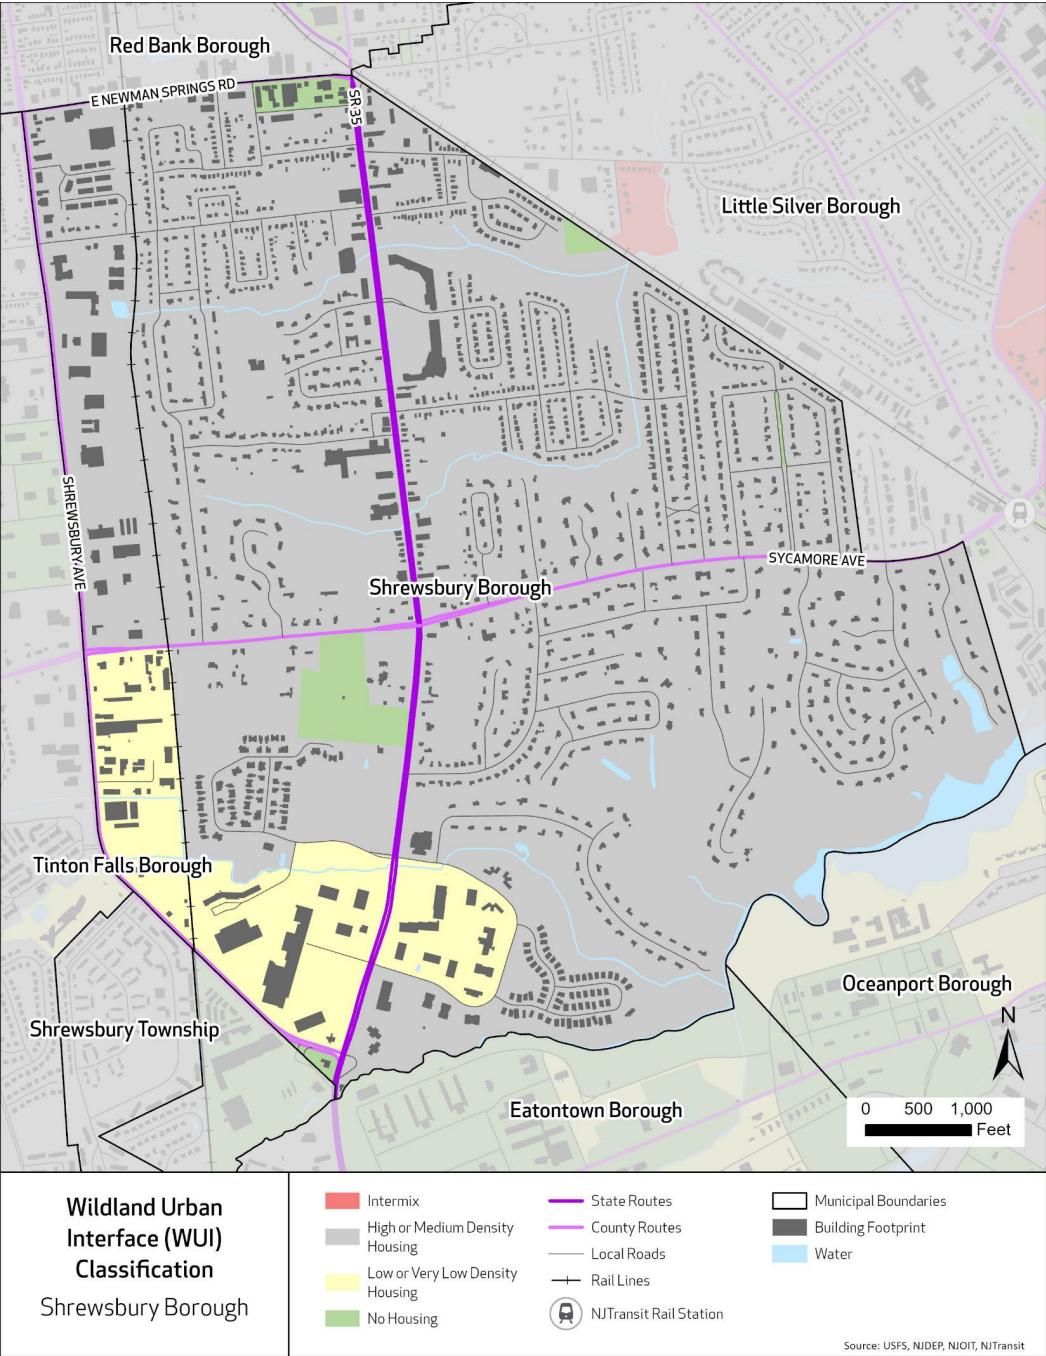 Red Bank Borough
E NEWMAN SPRINGS RD
SR 35
Little Silver Borough
SHREWSBURY AVE
SYCAMORE AVE
Shrewsbury Borough
Tinton Falls Borough
Oceanport Borough
Shrewsbury Township
N
Eatontown Borough
0 500 1,000
Feet
Wildland Urban
Interface (WUI)
Classification
Shrewsbury Borough
Intermix
High or Medium Density
Housing
Low or Very Low Density
Housing
No Housing
State Routes
County Routes
Local Roads
Rail Lines
NJTransit Rail Station
Municipal Boundaries
Building Footprint
Water
Source: USFS, NJDEP, NJOIT, NJTransit